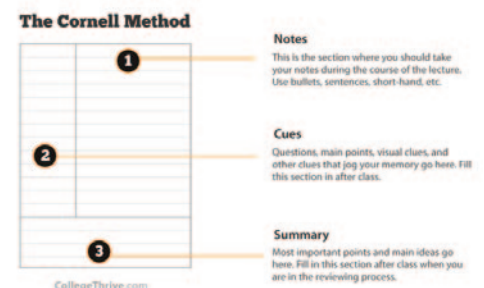 The Cornell Method
1
2
3
Notes
This is the section where you should take
your notes during the course of the lecture.
Use bullets, sentences, short-hand, etc.
Cues
Questions, main points, visual clues, and
other clues that jog your memory go here. Fill
this section in after class.
Summary
Most important points and main ideas go
here. Fill in this section after class when you
are in the reviewing process.
CollegeThrive.com